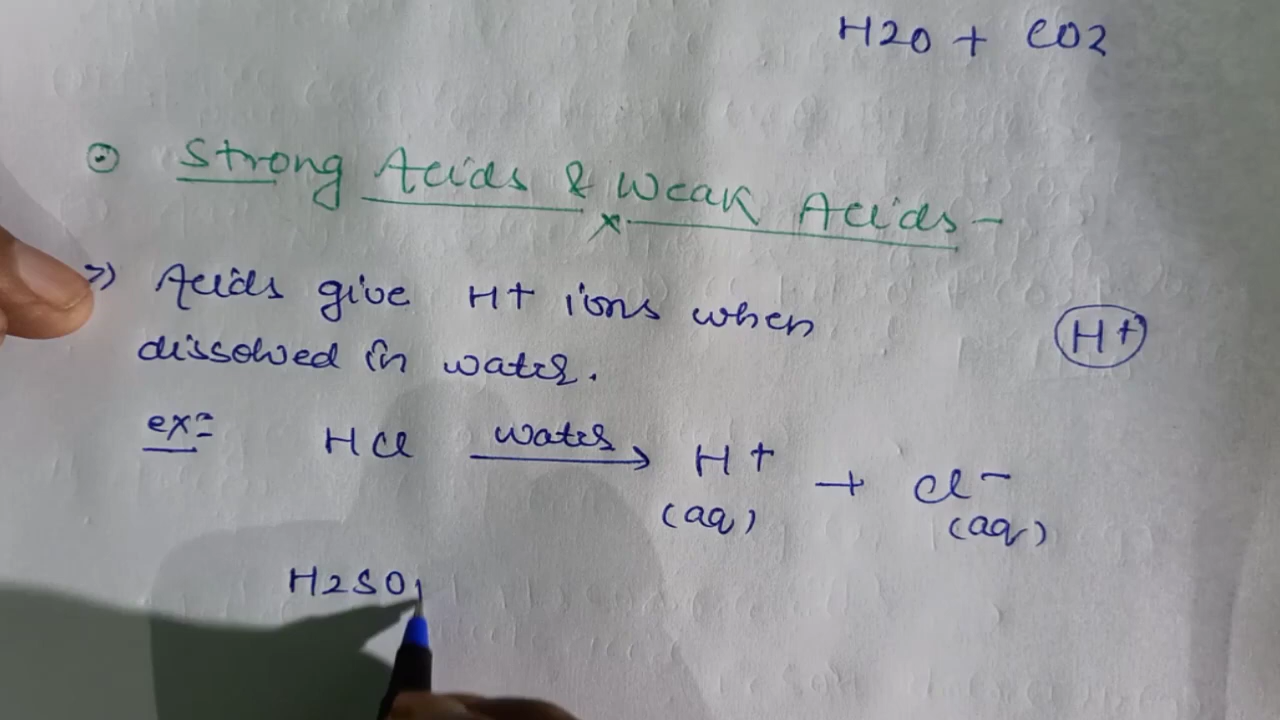 H2O + CO2
Strong Acids & Weak Acids -
=> Acids give H+ ions when
H+
dissolved in water.
ex:- HCl water → H+ + Cl-
(aq) (aq)
H2SO